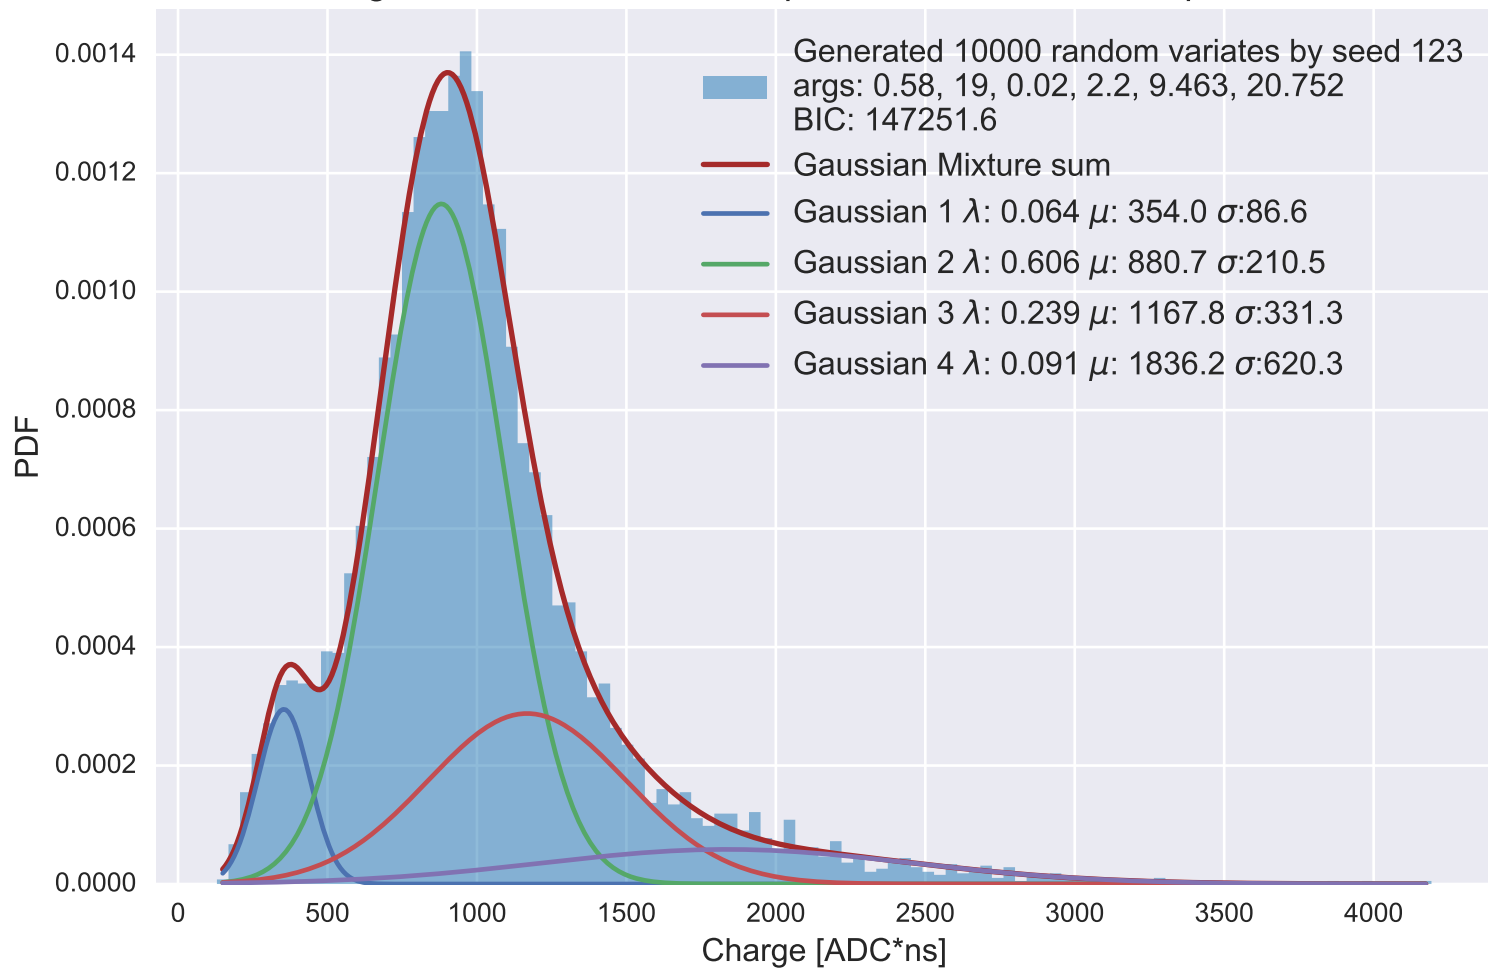 Generated 10000 random variates by seed 123
args: 0.58, 19, 0.02, 2.2, 9.463, 20.752
BIC: 147251.6
Gaussian Mixture sum
Gaussian 1 λ: 0.064 μ: 354.0 σ:86.6
Gaussian 2 λ: 0.606 μ: 880.7 σ:210.5
Gaussian 3 λ: 0.239 μ: 1167.8 σ:331.3
Gaussian 4 λ: 0.091 μ: 1836.2 σ:620.3
0.0014
0.0012
0.0010
0.0008
0.0006
0.0004
0.0002
0.0000
PDF
0 500 1000 1500 2000 2500 3000 3500 4000
Charge [ADC*ns]